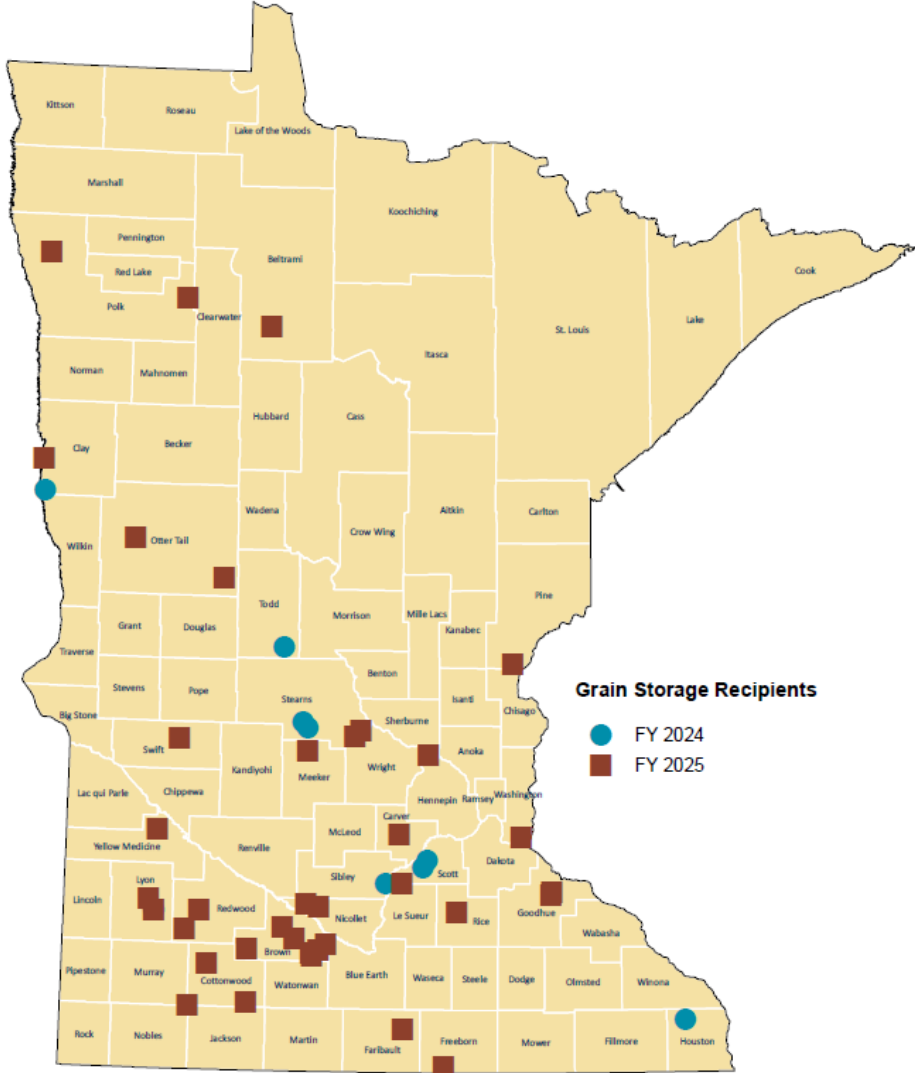 Kittson
Roseau
Lake of the Woods
Marshall
Koochiching
Pennington
Beltrami
Red Lake
Cook
Polk
Clearwater
St. Louis
Lake
Itasca
Norman
Mahnomen
Hubbard
Cass
Clay
Becker
Wadena
Aitkin
Carlton
Crow Wing
Wilkin
Otter Tail
Pine
Todd
Morrison
Mille Lacs
Grant
Douglas
Kanabec
Traverse
Benton
Stevens
Pope
Stearns
Isanti
Chisago
Big Stone
Sherburne
Swift
Anoka
Kandiyohi
Meeker
Wright
Lac qui Parle
Chippewa
Hennepin
Ramsey
Washington
Carver
McLeod
Yellow Medicine
Renville
Dakota
Scott
Sibley
Lyon
Lincoln
Redwood
Nicollet
Le Sueur
Rice
Goodhue
Wabasha
Brown
Pipestone
Murray
Cottonwood
Watonwan
Blue Earth
Waseca
Steele
Dodge
Olmsted
Winona
Rock
Nobles
Jackson
Martin
Faribault
Freeborn
Mower
Fillmore
Houston
Grain Storage Recipients
FY 2024
FY 2025